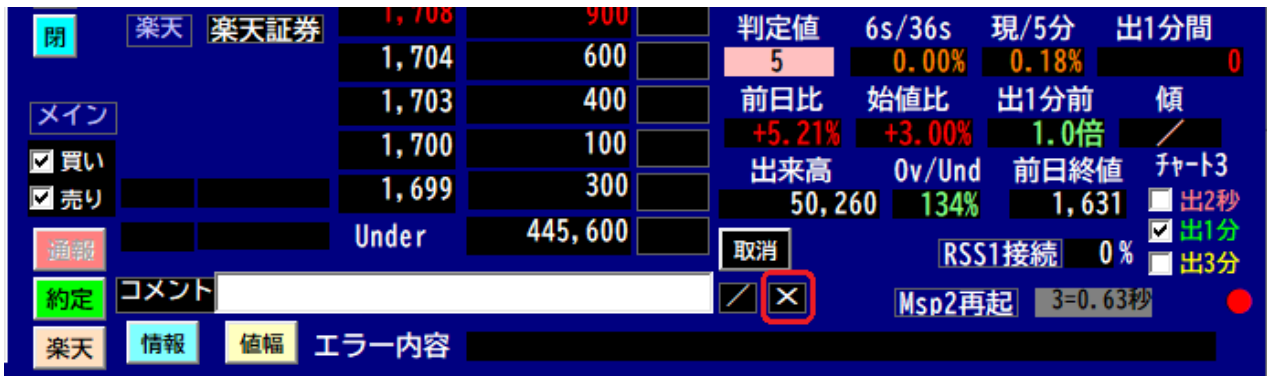 閉 楽天 楽天証券 1,708 900 判定値 6s/36s 現/5分 出1分間
1,704 600 5 0.00% 0.18% 0
メイン 1,703 400 前日比 始値比 出1分前 傾
買い 1,700 100 +5.21% +3.00% 1.0倍 ／
売り 1,699 300 出来高 Ov/Und 前日終値 ﾁｬｰﾄ3
50,260 134% 1,631 出2秒
通報 Under 445,600 取消 RSS1接続 0% 出1分
出3分
約定 コメント ／ ✕ Msp2再起 3=0.63秒
楽天 情報 値幅 エラー内容